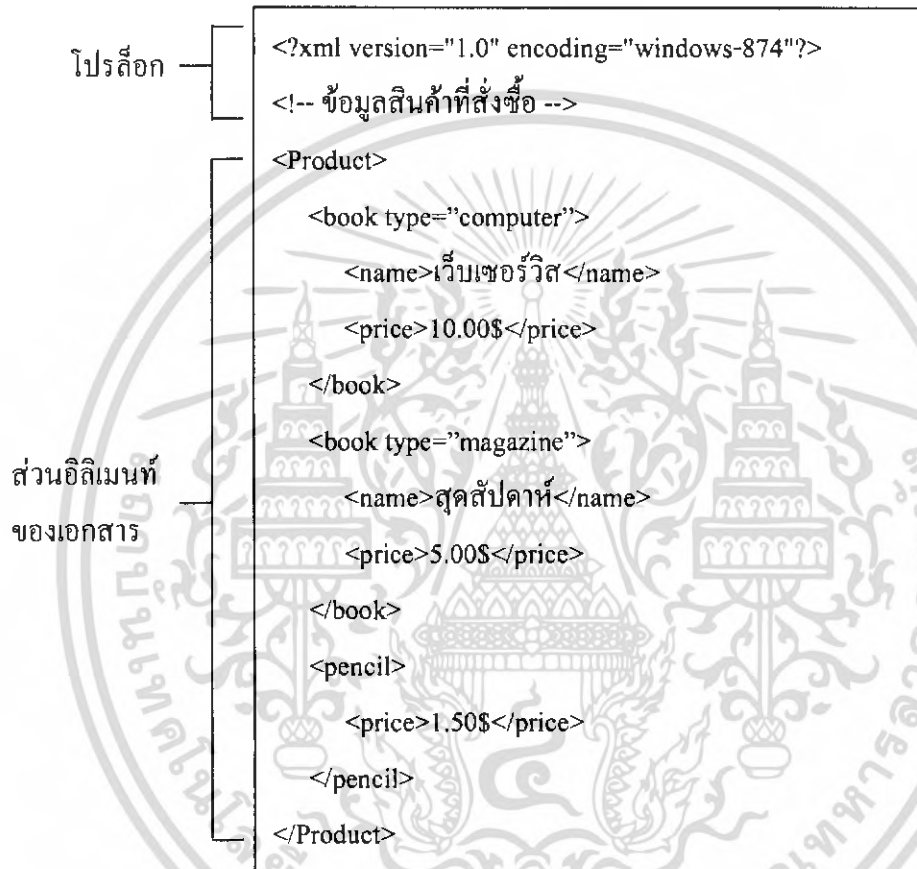 โปรล็อก
<?xml version="1.0" encoding="windows-874"?>
<!-- ข้อมูลสินค้าที่สั่งซื้อ -->
<Product>
<book type=”computer”>
<name>เว็บเซอร์วิส</name>
<price>10.00$</price>
</book>
<book type=”magazine”>
<name>สุดสัปดาห์</name>
<price>5.00$</price>
</book>
<pencil>
<price>1.50$</price>
</pencil>
</Product>
ส่วนอิลิเมนท์
ของเอกสาร